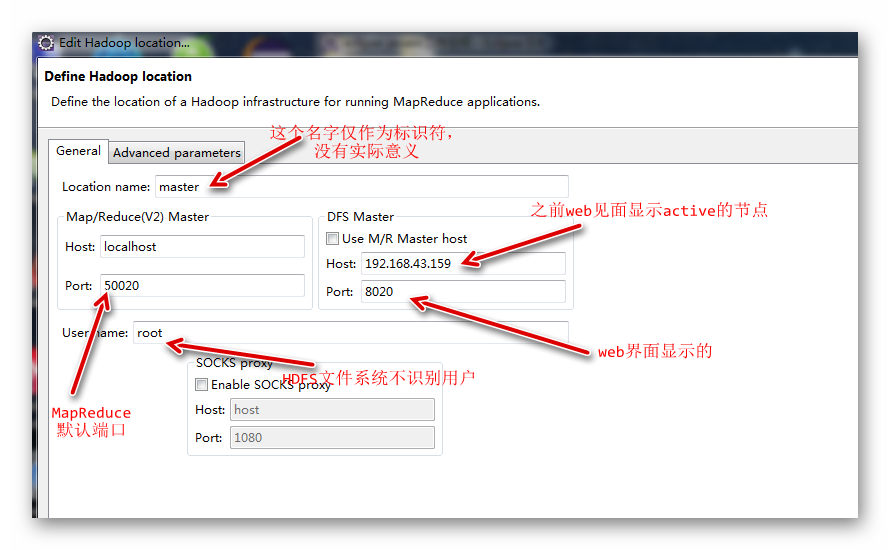 Edit Hadoop location...
Define Hadoop location
Define the location of a Hadoop infrastructure for running MapReduce applications.
这个名字仅作为标识符，
没有实际意义
General
Advanced parameters
Location name: master
之前web见面显示active的节点
Map/Reduce(V2) Master
Host: localhost
Port: 50020
DFS Master
Use M/R Master host
Host: 192.168.43.159
Port: 8020
User name: root
web界面显示的
SOCKS proxy
HDFS文件系统不识别用户
Enable SOCKS proxy
Host: host
Port: 1080
MapReduce
默认端口